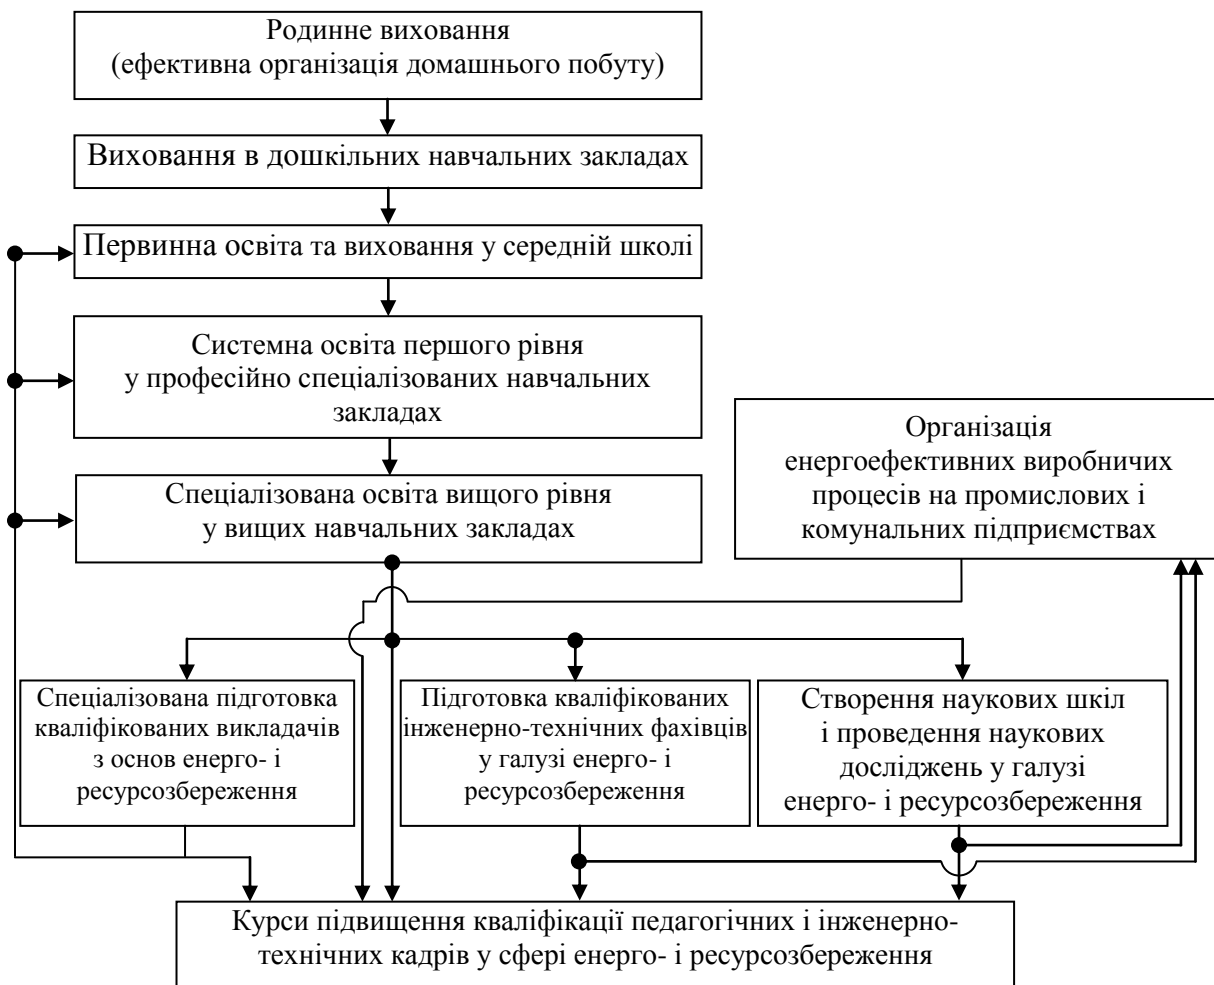 Родинне виховання
(ефективна організація домашнього побуту)
Виховання в дошкільних навчальних закладах
Первинна освіта та виховання у середній школі
Системна освіта першого рівня
у професійно спеціалізованих навчальних
закладах
Спеціалізована освіта вищого рівня
у вищих навчальних закладах
Організація
енергоефективних виробничих
процесів на промислових і
комунальних підприємствах
Спеціалізована підготовка
кваліфікованих викладачів
з основ енерго- і
ресурсозбереження
Підготовка кваліфікованих
інженерно-технічних фахівців
у галузі енерго- і
ресурсозбереження
Створення наукових шкіл
і проведення наукових
досліджень у галузі
енерго- і ресурсозбереження
Курси підвищення кваліфікації педагогічних і інженерно-
технічних кадрів у сфері енерго- і ресурсозбереження